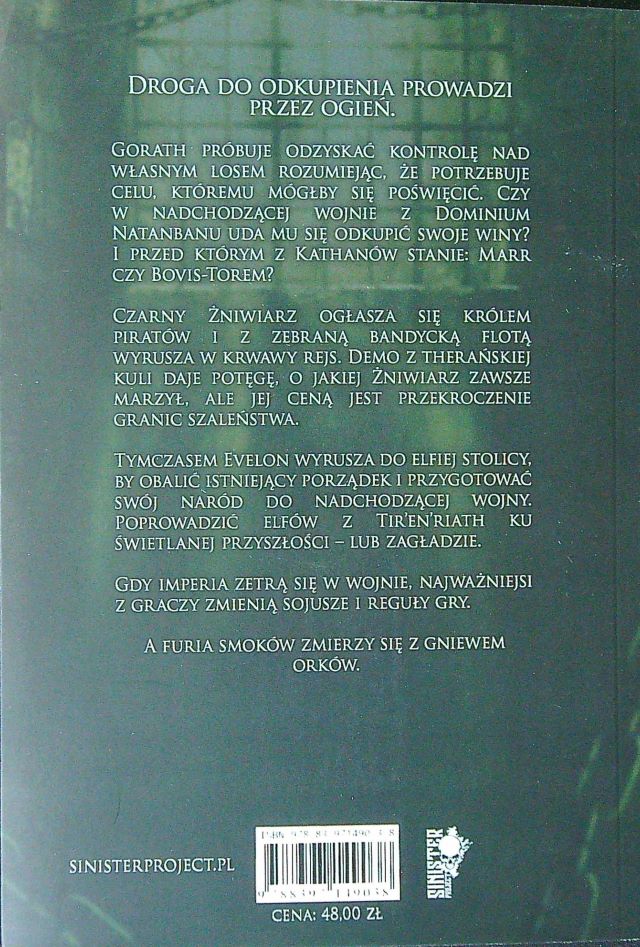 DROGA DO ODKUPIENIA PROWADZI
PRZEZ OGIEŃ.
GORATH PRÓBUJE ODZYSKAĆ KONTROLĘ NAD
WŁASNYM LOSEM ROZUMIEJĄC, ŻE POTRZEBUJE
CELU, KTÓREMU MÓGŁBY SIĘ POŚWIĘCIĆ. CZY
W NADCHODZĄCEJ WOJNIE Z DOMINIUM
NATANBANU UDA MU SIĘ ODKUPIĆ SWOJE WINY?
I PRZED KTÓRYM Z KATHANÓW STANIE: MARR
CZY BOVIS-TOREM?
CZARNY ŻNIWIARZ OGŁASZA SIĘ KRÓLEM
PIRATÓW I Z ZEBRANĄ BANDYCKĄ FLOTĄ
WYRUSZA W KRWAWY REJS. DEMO Z THERAŃSKIEJ
KULI DAJE POTĘGĘ, O JAKIEJ ŻNIWIARZ ZAWSZE
MARZYŁ, ALE JEJ CENĄ JEST PRZEKROCZENIE
GRANIC SZALEŃSTWA.
TYMCZASEM EVELON WYRUSZA DO ELFIEJ STOLICY,
BY OBALIĆ ISTNIEJĄCY PORZĄDEK I PRZYGOTOWAĆ
SWÓJ NARÓD DO NADCHODZĄCEJ WOJNY.
POPROWADZIĆ ELFÓW Z TIR'EN'RIATH KU
ŚWIETLANEJ PRZYSZŁOŚCI – LUB ZAGŁADZIE.
GDY IMPERIA ZETRĄ SIĘ W WOJNIE, NAJWAŻNIEJSI
Z GRACZY ZMIENIĄ SOJUSZE I REGUŁY GRY.
A FURIA SMOKÓW ZMIERZY SIĘ Z GNIEWEM
ORKÓW.
SINISTERPROJECT.PL
9 788397 149038
CENA: 48,00 ZŁ
SINISTER
PROJECT